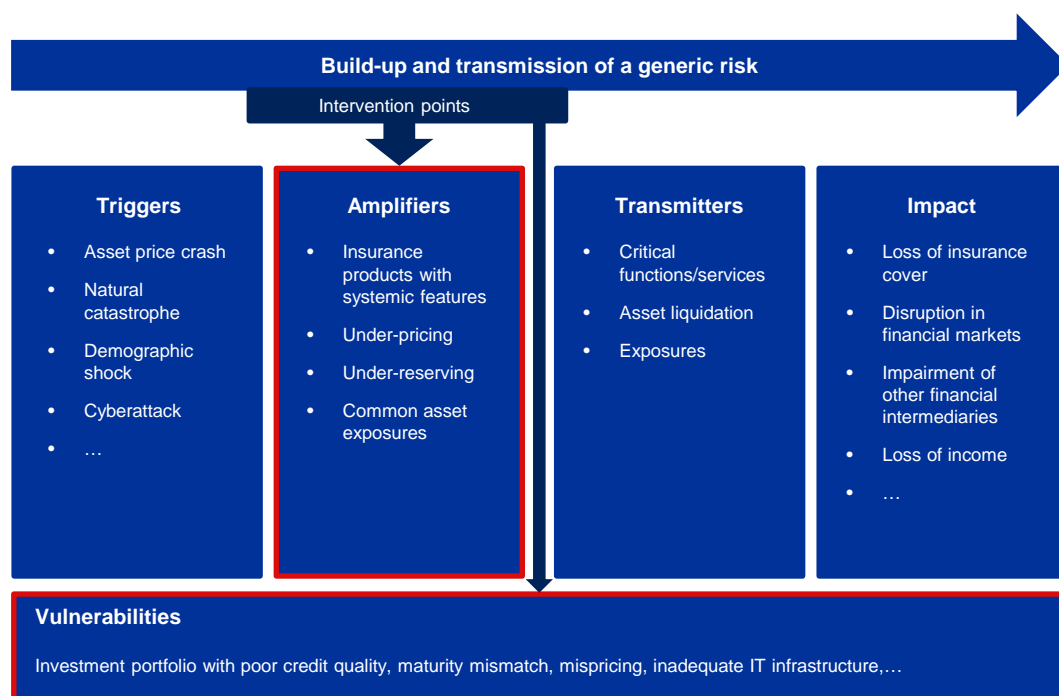 Build-up and transmission of a generic risk
Intervention points
Triggers
• Asset price crash
• Natural
catastrophe
• Demographic
shock
• Cyberattack
• …
Amplifiers
• Insurance
products with
systemic features
• Under-pricing
• Under-reserving
• Common asset
exposures
Transmitters
• Critical
functions/services
• Asset liquidation
• Exposures
Impact
• Loss of insurance
cover
• Disruption in
financial markets
• Impairment of
other financial
intermediaries
• Loss of income
• …
Vulnerabilities
Investment portfolio with poor credit quality, maturity mismatch, mispricing, inadequate IT infrastructure,…